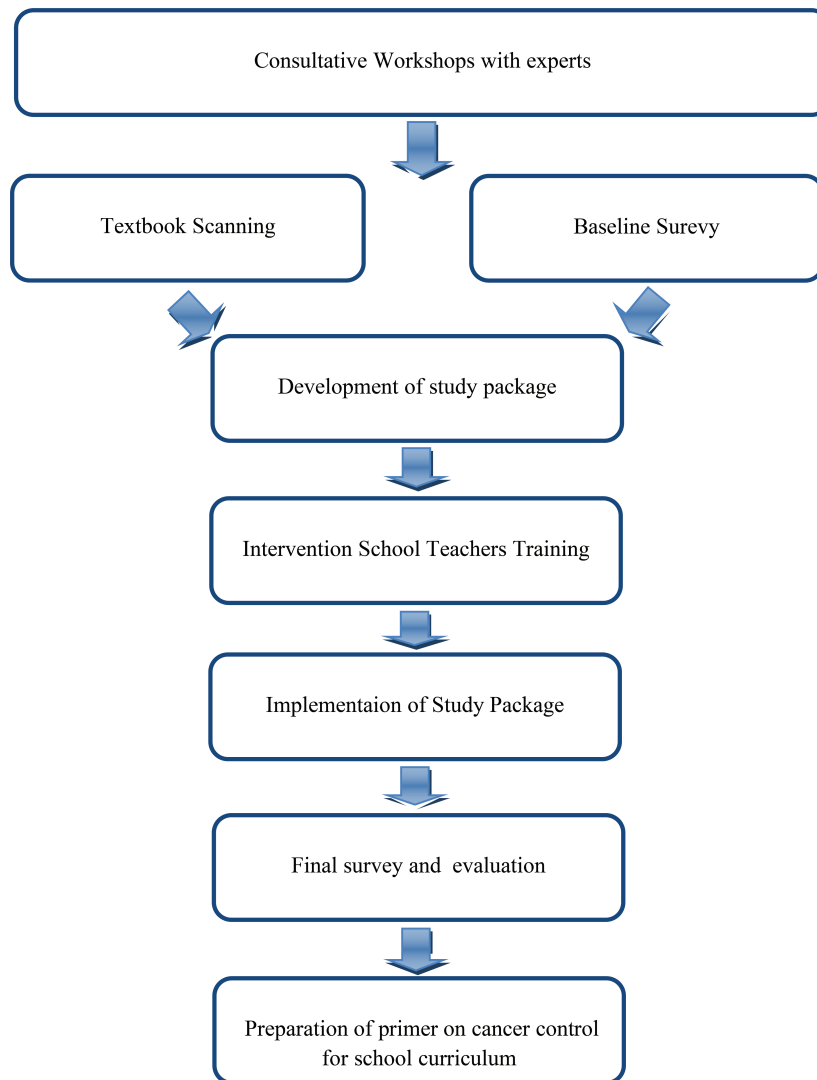 Consultative Workshops with experts
Textbook Scanning
Baseline Surevy
Development of study package
Intervention School Teachers Training
Implementaion of Study Package
Final survey and  evaluation
Preparation of primer on cancer control
for school curriculum